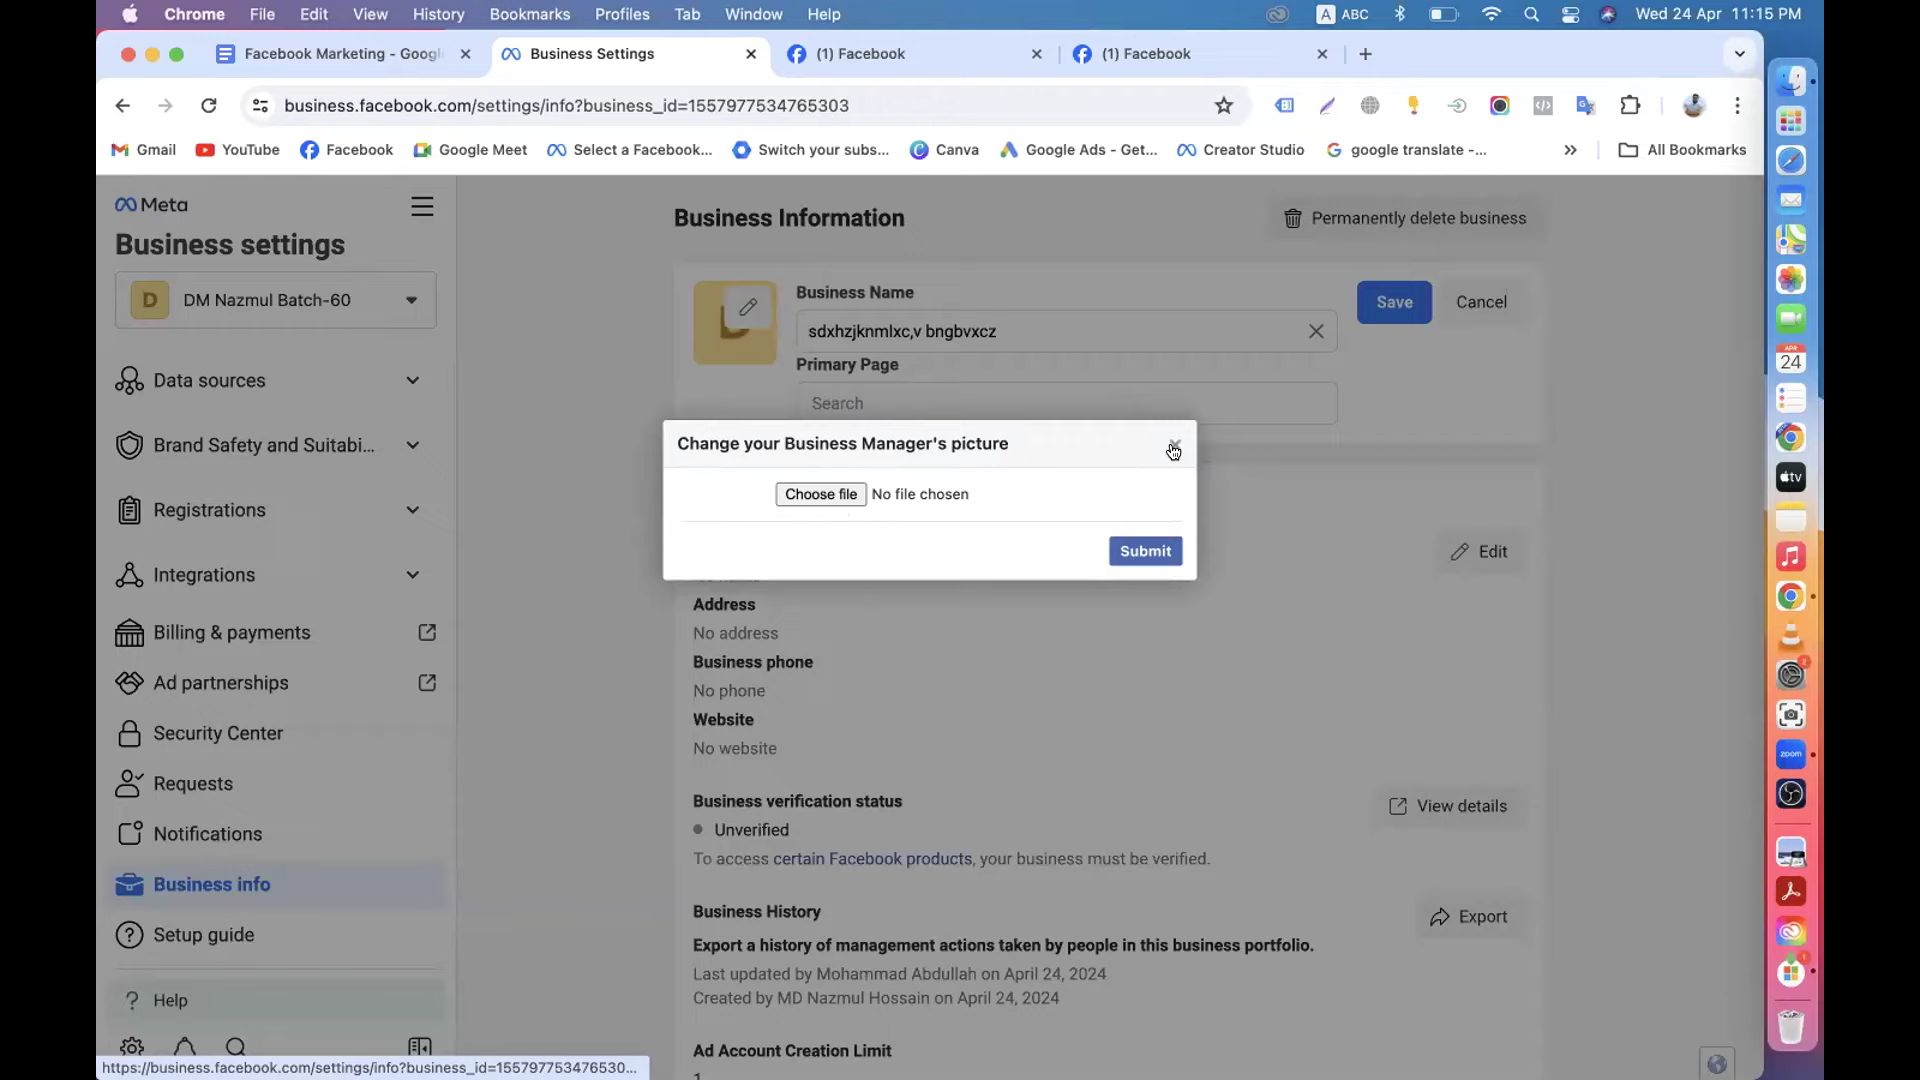 Chrome File Edit View History Bookmarks Profiles Tab Window Help A ABC Wed 24 Apr 11:15 PM
Facebook Marketing - Googl Business Settings (1) Facebook (1) Facebook
business.facebook.com/settings/info?business_id=1557977534765303
Gmail YouTube Facebook Google Meet Select a Facebook... Switch your subs... Canva Google Ads - Get... Creator Studio google translate -... All Bookmarks
Meta
Business settings
D DM Nazmul Batch-60
Data sources
Brand Safety and Suitabi...
Registrations
Integrations
Billing & payments
Ad partnerships
Security Center
Requests
Notifications
Business info
Setup guide
? Help
https://business.facebook.com/settings/info?business_id=155797753476530...
Business Information
Permanently delete business
Business Name
sdxhzjknmlxc,v bngbvxcz
Save Cancel
Primary Page
Search
Change your Business Manager's picture
Choose file No file chosen
Submit
Edit
Address
No address
Business phone
No phone
Website
No website
Business verification status
View details
Unverified
To access certain Facebook products, your business must be verified.
Business History
Export
Export a history of management actions taken by people in this business portfolio.
Last updated by Mohammad Abdullah on April 24, 2024
Created by MD Nazmul Hossain on April 24, 2024
Ad Account Creation Limit
APR
24
tv
2
zoom